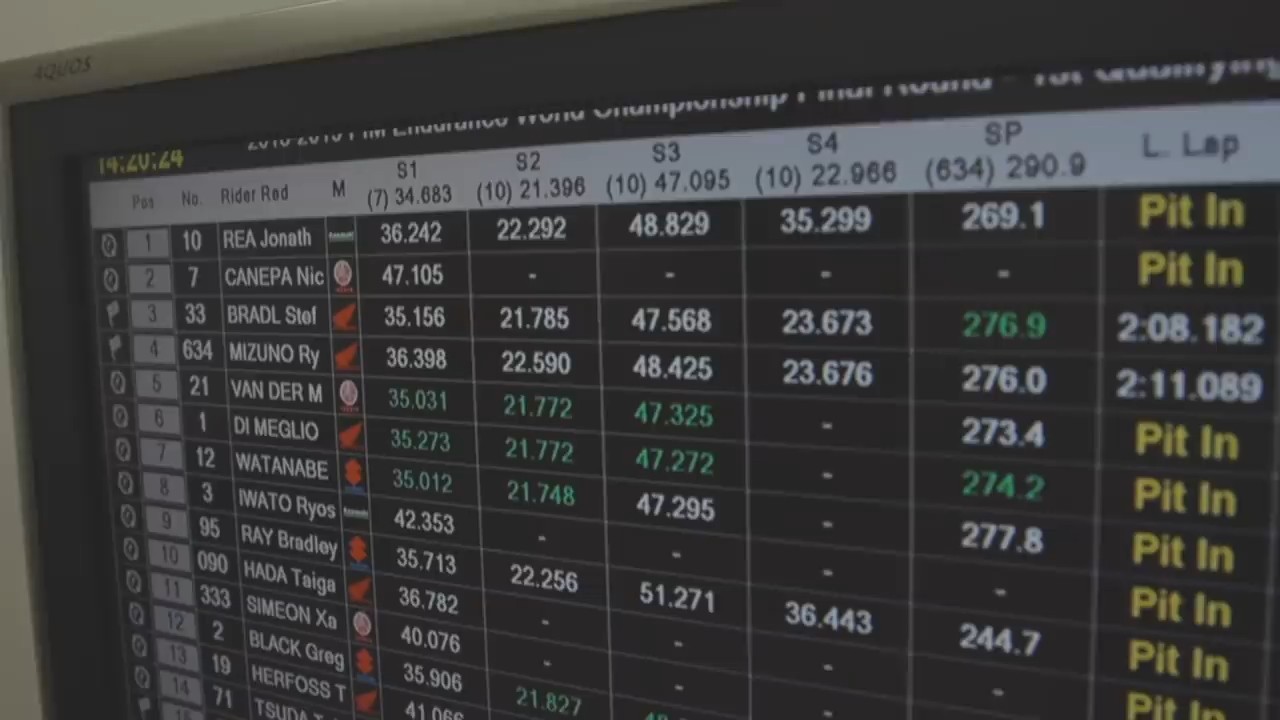 AQUOS
14:20:24 FIM Endurance World Championship Final Round - 1st Qualifying
S1 S2 S3 S4 SP L. Lap
Pos No. Rider Red M (7) 34.683 (10) 21.396 (10) 47.095 (10) 22.966 (634) 290.9
1 10 REA Jonath 36.242 22.292 48.829 35.299 269.1 Pit In
2 7 CANEPA Nic 47.105 - - - - Pit In
3 33 BRADL Stef 35.156 21.785 47.568 23.673 276.9 2:08.182
4 634 MIZUNO Ry 36.398 22.590 48.425 23.676 276.0 2:11.089
5 21 VAN DER M 35.031 21.772 47.325 - 273.4 Pit In
6 1 DI MEGLIO 35.273 21.772 47.272 - 274.2 Pit In
7 12 WATANABE 35.012 21.748 47.295 - 277.8 Pit In
8 3 IWATO Ryos 42.353 - - - - Pit In
9 95 RAY Bradley 35.713 22.256 51.271 36.443 244.7 Pit In
10 090 HADA Taiga 36.782 - - - - Pit In
11 333 SIMEON Xa 40.076 - - -
12 2 BLACK Greg 35.906 21.827
13 19 HERFOSS T 41.066
14 71 TSUDA